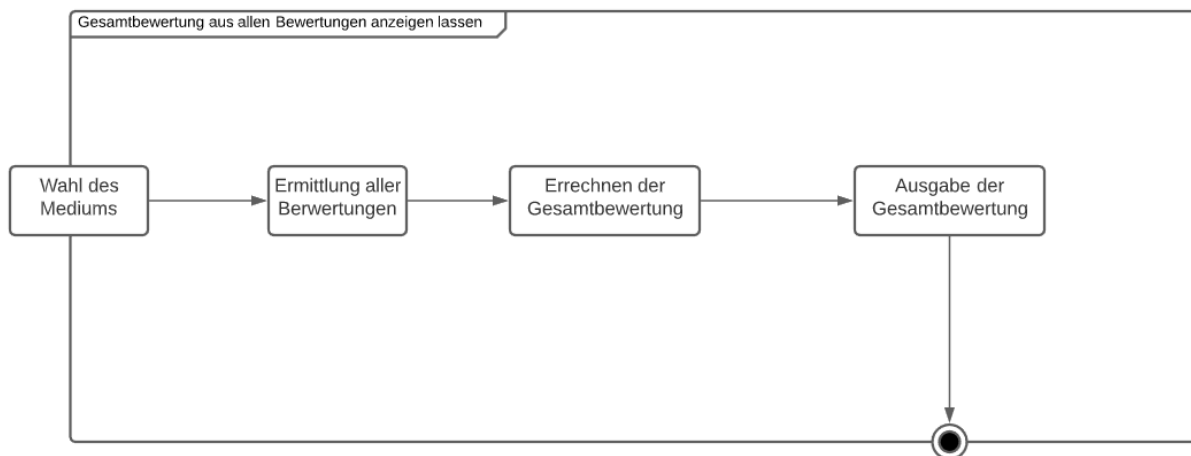 Gesamtbewertung aus allen Bewertungen anzeigen lassen
Wahl des
Mediums
Ermittlung aller
Berwertungen
Errechnen der
Gesamtbewertung
Ausgabe der
Gesamtbewertung